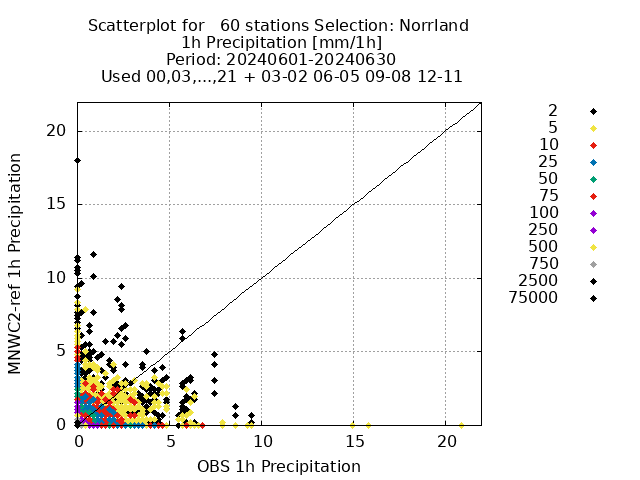 Scatterplot for   60 stations Selection: Norrland
1h Precipitation [mm/1h]
Period: 20240601-20240630
Used 00,03,...,21 + 03-02 06-05 09-08 12-11
2
5
10
25
50
75
100
250
500
750
2500
75000
MNWC2-ref 1h Precipitation
20
15
10
5
0
0 5 10 15 20
OBS 1h Precipitation